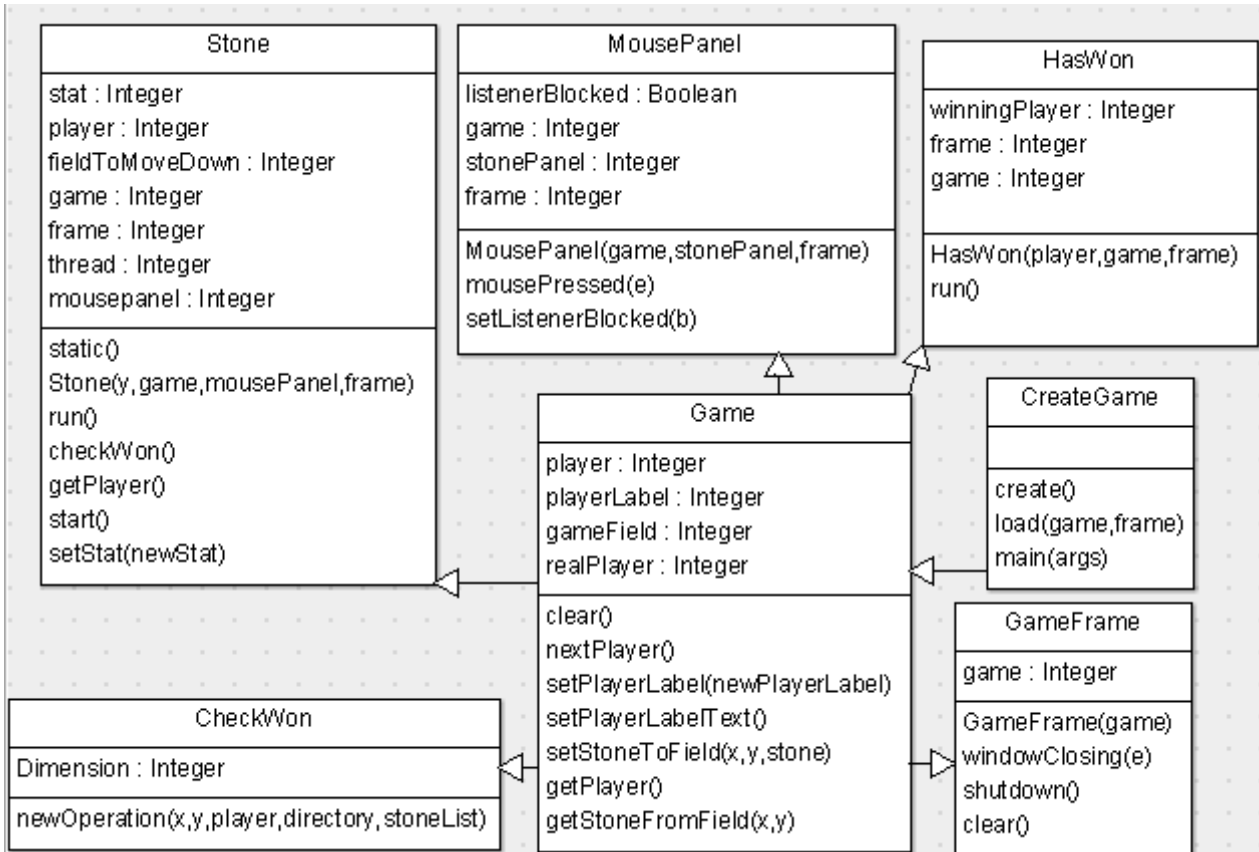 Stone
stat : Integer
player : Integer
fieldToMoveDown : Integer
game : Integer
frame : Integer
thread : Integer
mousepanel : Integer
static()
Stone(y,game,mousePanel,frame)
run()
checkWon()
getPlayer()
start()
setStat(newStat)
MousePanel
listenerBlocked : Boolean
game : Integer
stonePanel : Integer
frame : Integer
MousePanel(game,stonePanel,frame)
mousePressed(e)
setListenerBlocked(b)
HasWon
winningPlayer : Integer
frame : Integer
game : Integer
HasWon(player,game,frame)
run()
Game
player : Integer
playerLabel : Integer
gameField : Integer
realPlayer : Integer
clear()
nextPlayer()
setPlayerLabel(newPlayerLabel)
setPlayerLabelText()
setStoneToField(x,y,stone)
getPlayer()
getStoneFromField(x,y)
CreateGame
create()
load(game,frame)
main(args)
GameFrame
game : Integer
GameFrame(game)
windowClosing(e)
shutdown()
clear()
CheckWon
Dimension : Integer
newOperation(x,y,player,directory,stoneList)